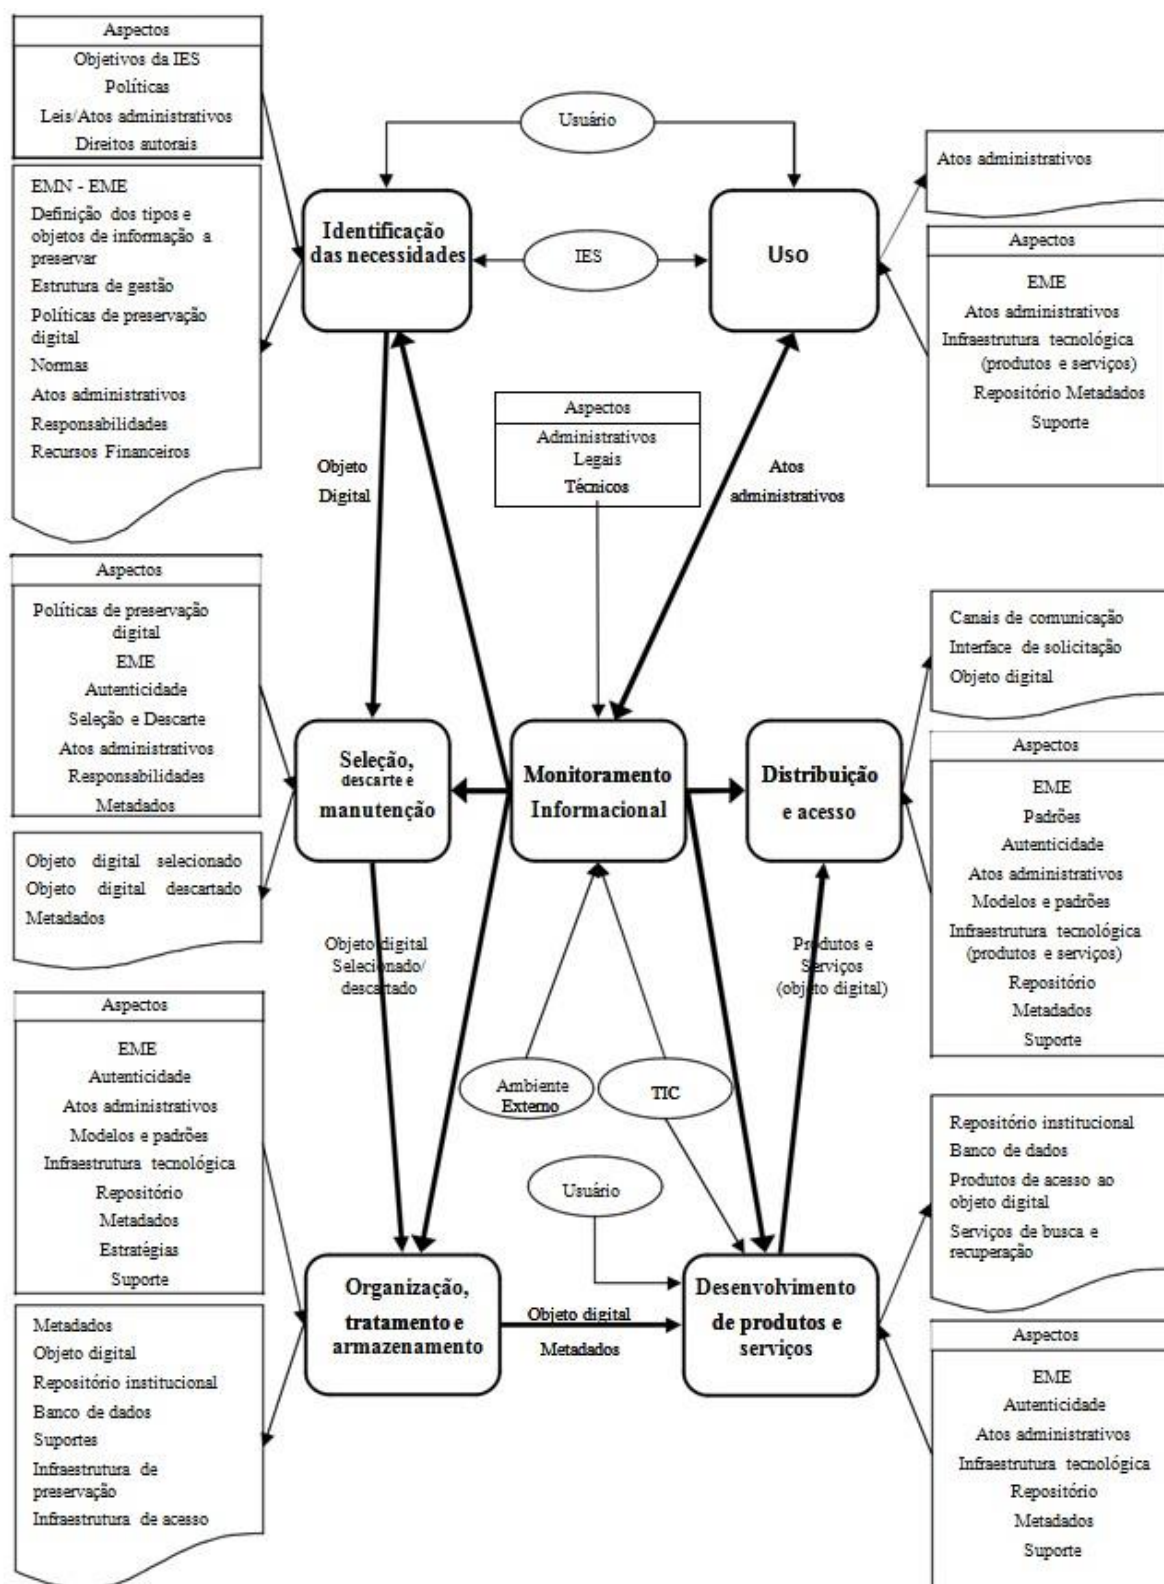 Aspectos
Objetivos da IES
Políticas
Leis/Atos administrativos
Direitos autorais
EMN - EME
Definição dos tipos e
objetos de informação a
preservar
Estrutura de gestão
Políticas de preservação
digital
Normas
Atos administrativos
Responsabilidades
Recursos Financeiros
Usuário
Identificação
das necessidades
IES
Uso
Atos administrativos
Aspectos
EME
Atos administrativos
Infraestrutura tecnológica
(produtos e serviços)
Repositório Metadados
Suporte
Objeto
Digital
Aspectos
Administrativos
Legais
Técnicos
Atos
administrativos
Aspectos
Políticas de preservação
digital
EME
Autenticidade
Seleção e Descarte
Atos administrativos
Responsabilidades
Metadados
Objeto digital selecionado
Objeto digital descartado
Metadados
Seleção,
descarte e
manutenção
Monitoramento
Informacional
Distribuição
e acesso
Canais de comunicação
Interface de solicitação
Objeto digital
Aspectos
EME
Padrões
Autenticidade
Atos administrativos
Modelos e padrões
Infraestrutura tecnológica
(produtos e serviços)
Repositório
Metadados
Suporte
Objeto digital
Selecionado/
descartado
Produtos e
Serviços
(objeto digital)
Aspectos
EME
Autenticidade
Atos administrativos
Modelos e padrões
Infraestrutura tecnológica
Repositório
Metadados
Estratégias
Suporte
Ambiente
Externo
TIC
Usuário
Repositório institucional
Banco de dados
Produtos de acesso ao
objeto digital
Serviços de busca e
recuperação
Metadados
Objeto digital
Repositório institucional
Banco de dados
Suportes
Infraestrutura de
preservação
Infraestrutura de acesso
Organização,
tratamento e
armazenamento
Objeto digital
Metadados
Desenvolvimento
de produtos e
serviços
Aspectos
EME
Autenticidade
Atos administrativos
Infraestrutura tecnológica
Repositório
Metadados
Suporte